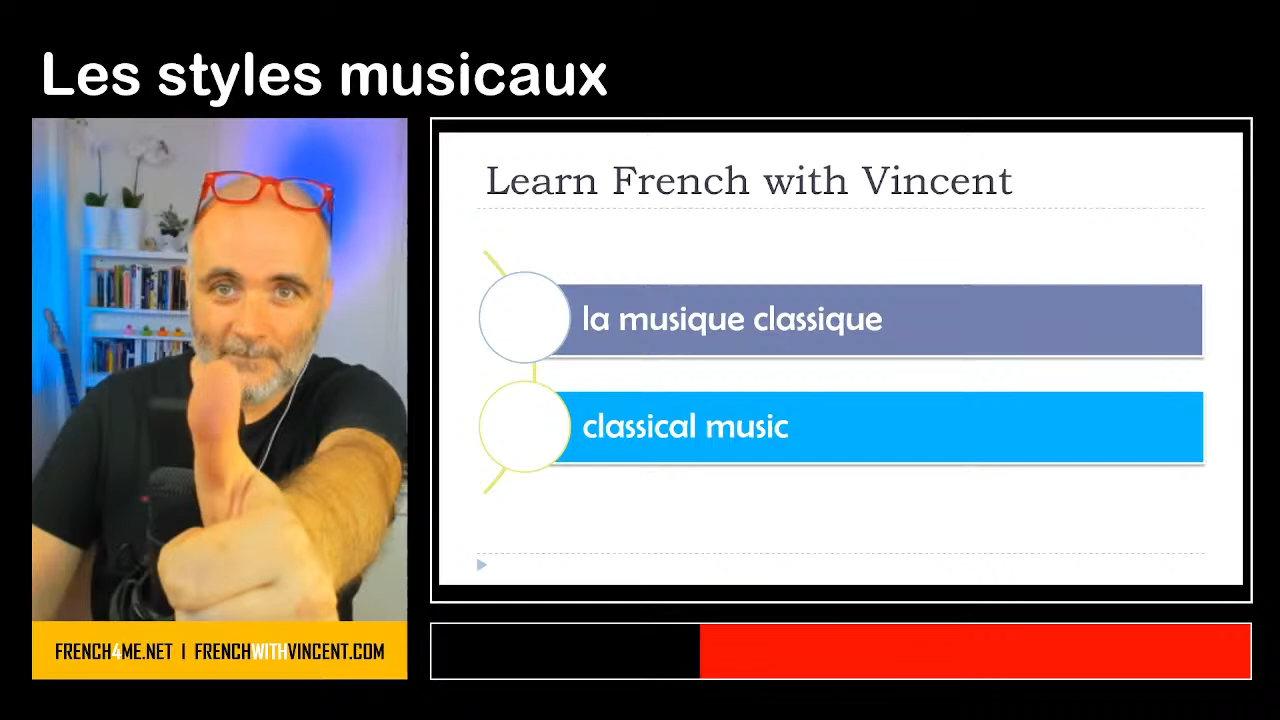 Les styles musicaux
Learn French with Vincent
la musique classique
classical music
FRENCH4ME.NET | FRENCHWITHVINCENT.COM